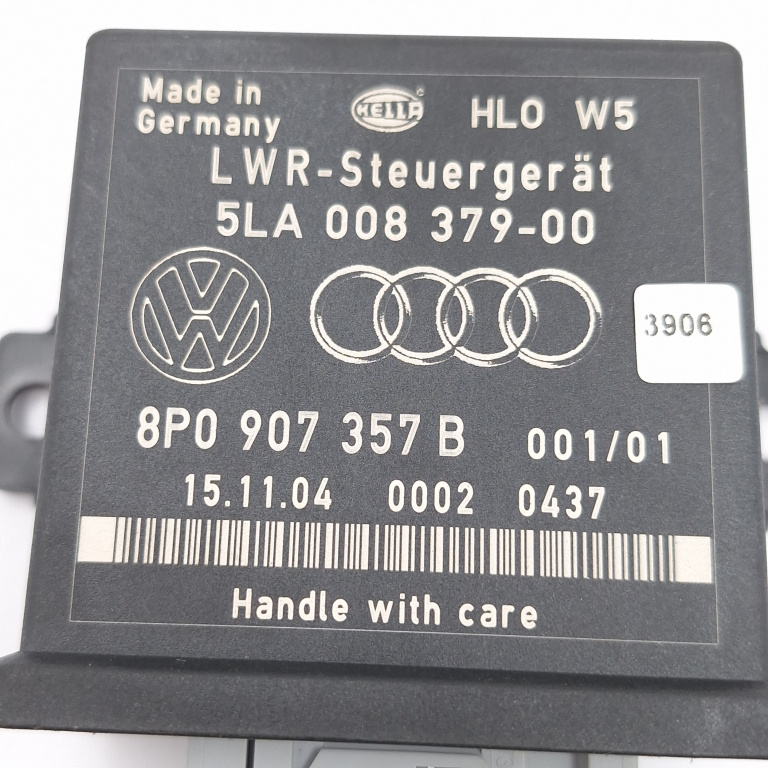 Made in
Germany
HELLA
HLO W5
LWR-Steuergerät
5LA 008 379-00
VW
3906
8P0 907 357 B 001/01
15.11.04 0002 0437
Handle with care